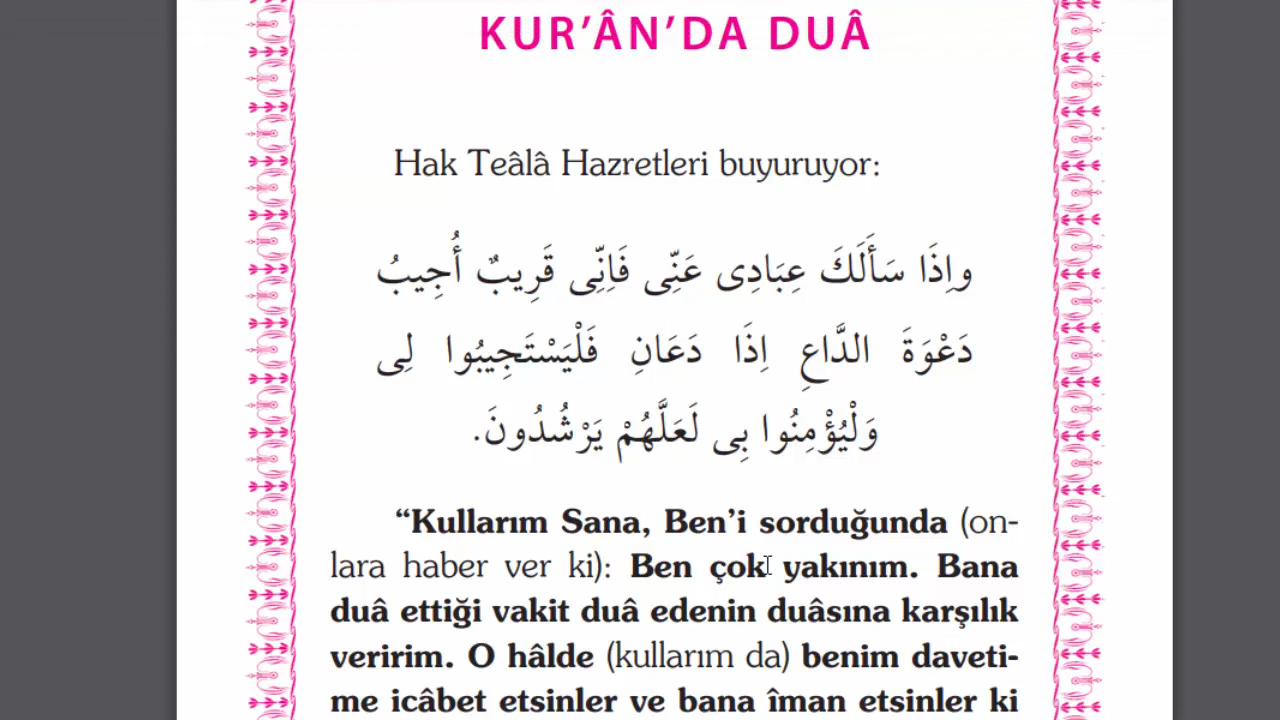 KUR’ÂN’DA DUÂ
Hak Teâlâ Hazretleri buyuruyor:
واِذَا سَأَلَكَ عِبَادِى عَنِّى فَاِنِّى قَرِيبٌ أُجِيبُ
دَعْوَةَ الدَّاعِ اِذَا دَعَانِ فَلْيَسْتَجِيبُوا لِى
وَلْيُؤْمِنُوا بِى لَعَلَّهُمْ يَرْشُدُونَ.
“Kullarım Sana, Ben’i sorduğunda (on-
lara haber ver ki): Ben çok yakınım. Bana
duâ ettiği vakit duâ edenin duâsına karşılık
veririm. O hâlde (kullarım da) benim daveti-
me icâbet etsinler ve bana îman etsinler ki